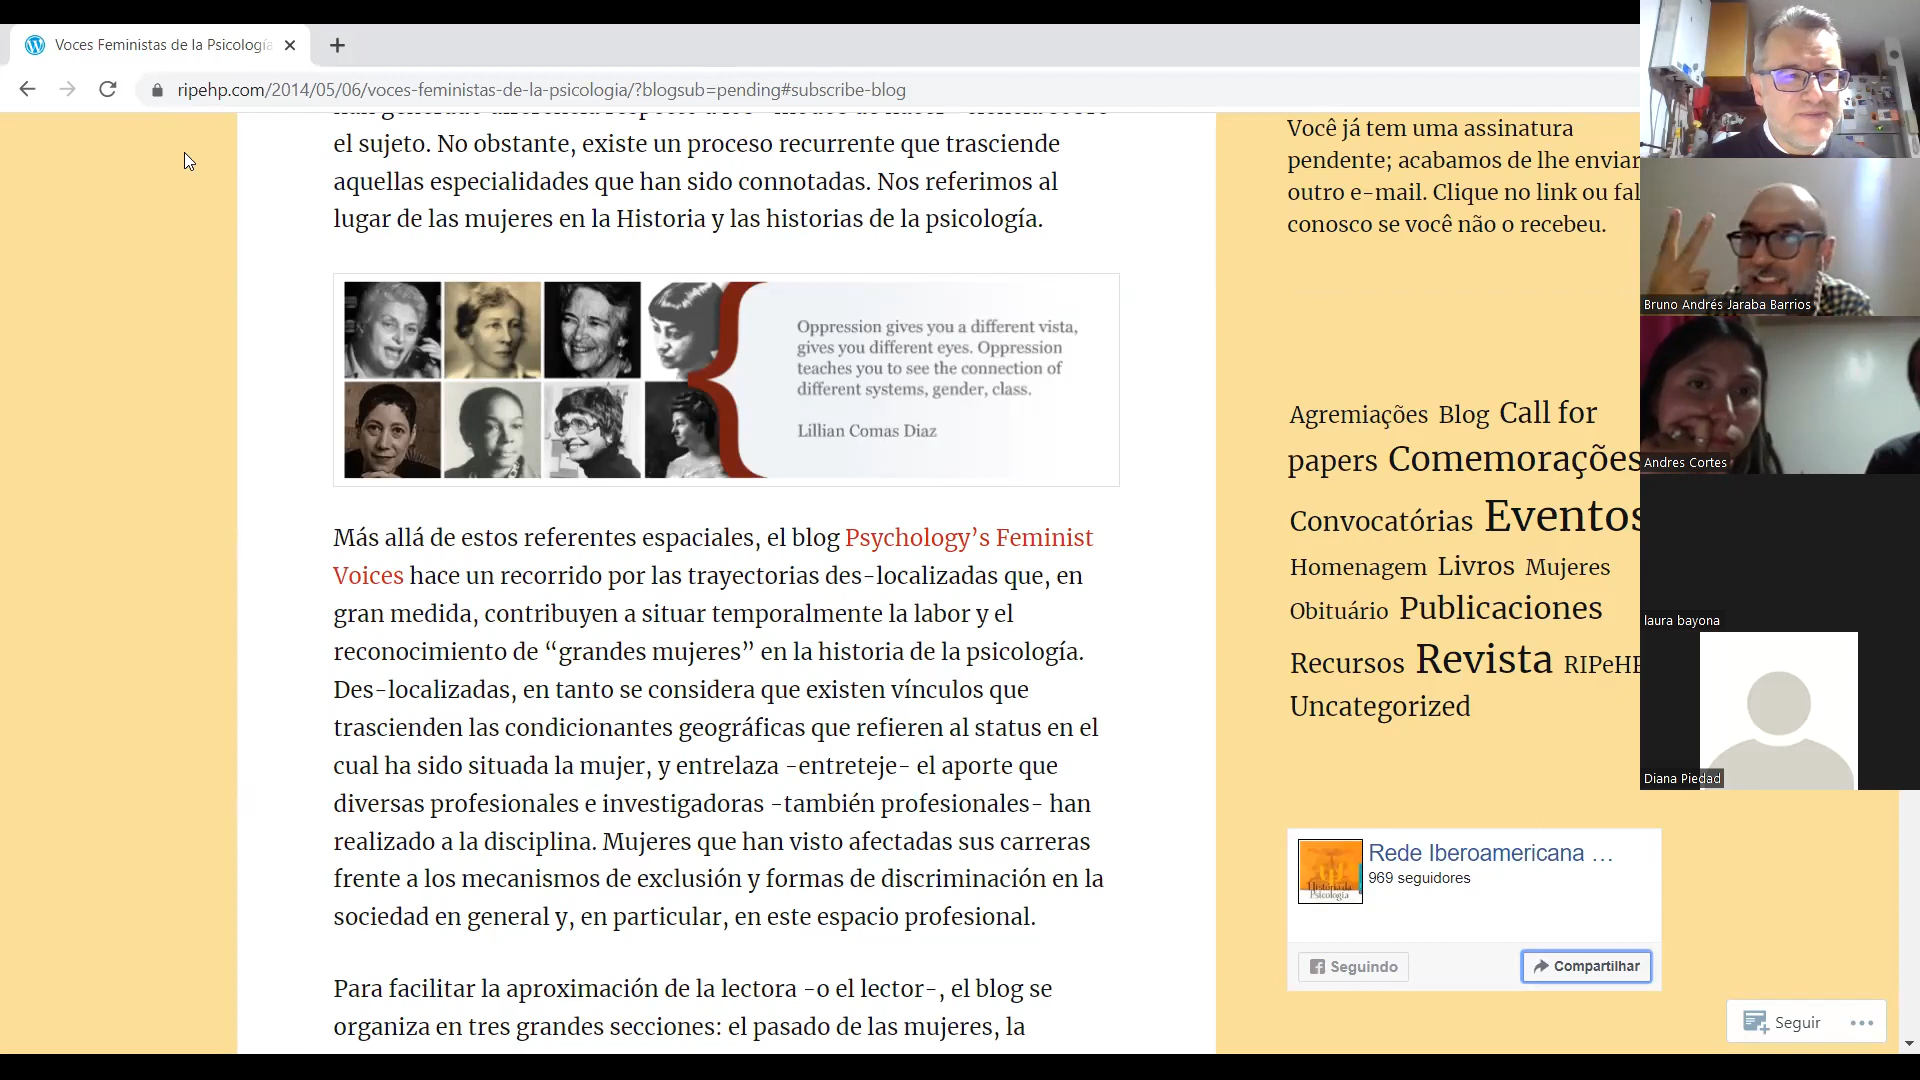 Voces Feministas de la Psicología
ripehp.com/2014/05/06/voces-feministas-de-la-psicologia/?blogsub=pending#subscribe-blog
el sujeto. No obstante, existe un proceso recurrente que trasciende
aquellas especialidades que han sido connotadas. Nos referimos al
lugar de las mujeres en la Historia y las historias de la psicología.
Oppression gives you a different vista,
gives you different eyes. Oppression
teaches you to see the connection of
different systems, gender, class.
Lillian Comas Diaz
Más allá de estos referentes espaciales, el blog Psychology’s Feminist
Voices hace un recorrido por las trayectorias des-localizadas que, en
gran medida, contribuyen a situar temporalmente la labor y el
reconocimiento de “grandes mujeres” en la historia de la psicología.
Des-localizadas, en tanto se considera que existen vínculos que
trascienden las condicionantes geográficas que refieren al status en el
cual ha sido situada la mujer, y entrelaza -entreteje- el aporte que
diversas profesionales e investigadoras -también profesionales- han
realizado a la disciplina. Mujeres que han visto afectadas sus carreras
frente a los mecanismos de exclusión y formas de discriminación en la
sociedad en general y, en particular, en este espacio profesional.
Para facilitar la aproximación de la lectora -o el lector-, el blog se
organiza en tres grandes secciones: el pasado de las mujeres, la
Você já tem uma assinatura
pendente; acabamos de lhe enviar
outro e-mail. Clique no link ou fal
conosco se você não o recebeu.
Agremiações Blog Call for
papers Comemorações
Convocatórias Eventos
Homenagem Livros Mujeres
Obituário Publicaciones
Recursos Revista RIPeHP
Uncategorized
Rede Iberoamericana …
969 seguidores
História da
Psicologia
Seguindo
Compartilhar
Seguir
Bruno Andrés Jaraba Barrios
Andres Cortes
laura bayona
Diana Piedad